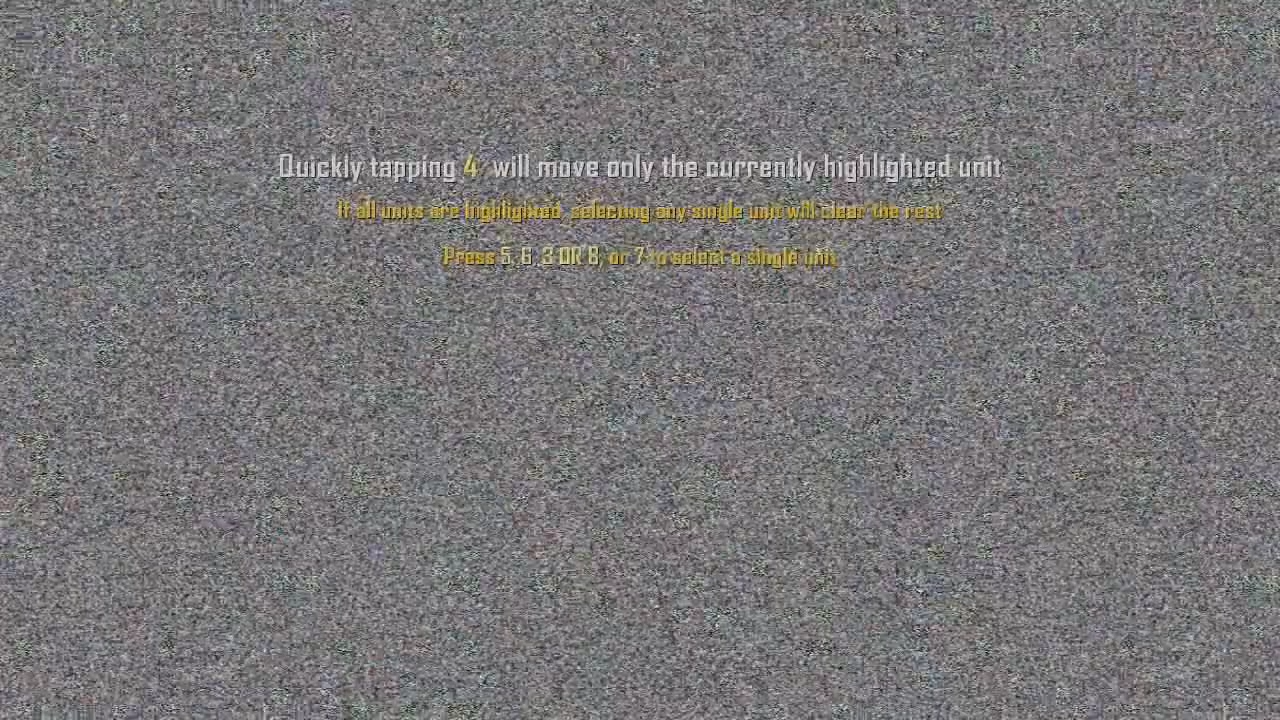 Quickly tapping 4 will move only the currently highlighted unit
If all units are highlighted, selecting any single unit will clear the rest
Press 5, 6, 3 OR 8, or 7 to select a single unit